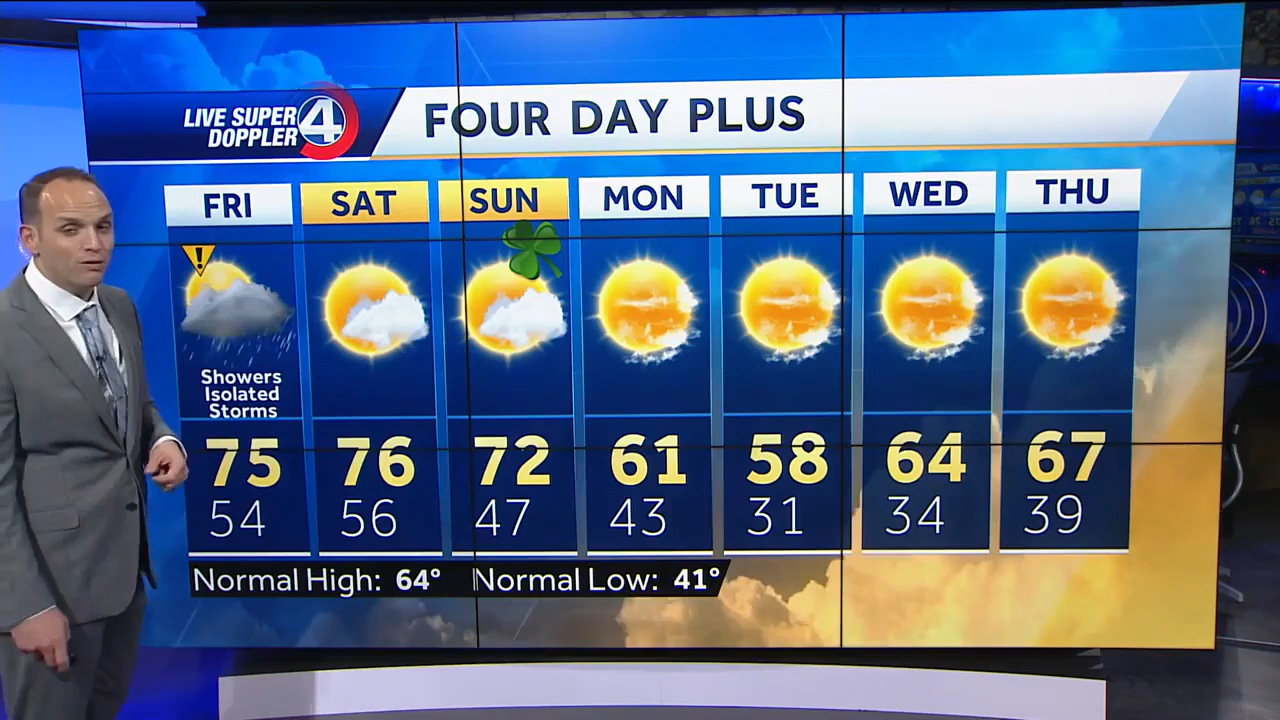 LIVE SUPER
DOPPLER
4
FOUR DAY PLUS
FRI SAT SUN MON TUE WED THU
!
Showers
Isolated
Storms
75 76 72 61 58 64 67
54 56 47 43 31 34 39
Normal High: 64° Normal Low: 41°